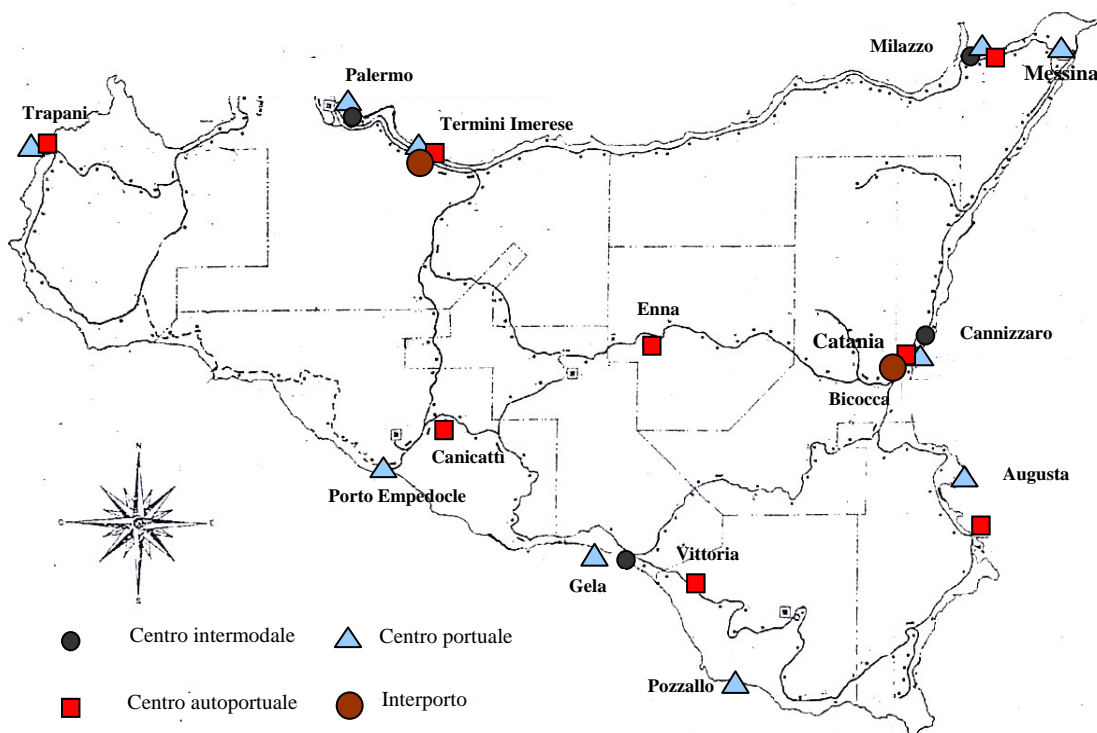 Milazzo
Messina
Palermo
Trapani
Termini Imerese
Enna
Catania
Cannizzaro
Bicocca
Canicattì
Porto Empedocle
Augusta
N
S
Vittoria
Gela
Pozzallo
Centro intermodale
Centro portuale
Centro autoportuale
Interporto